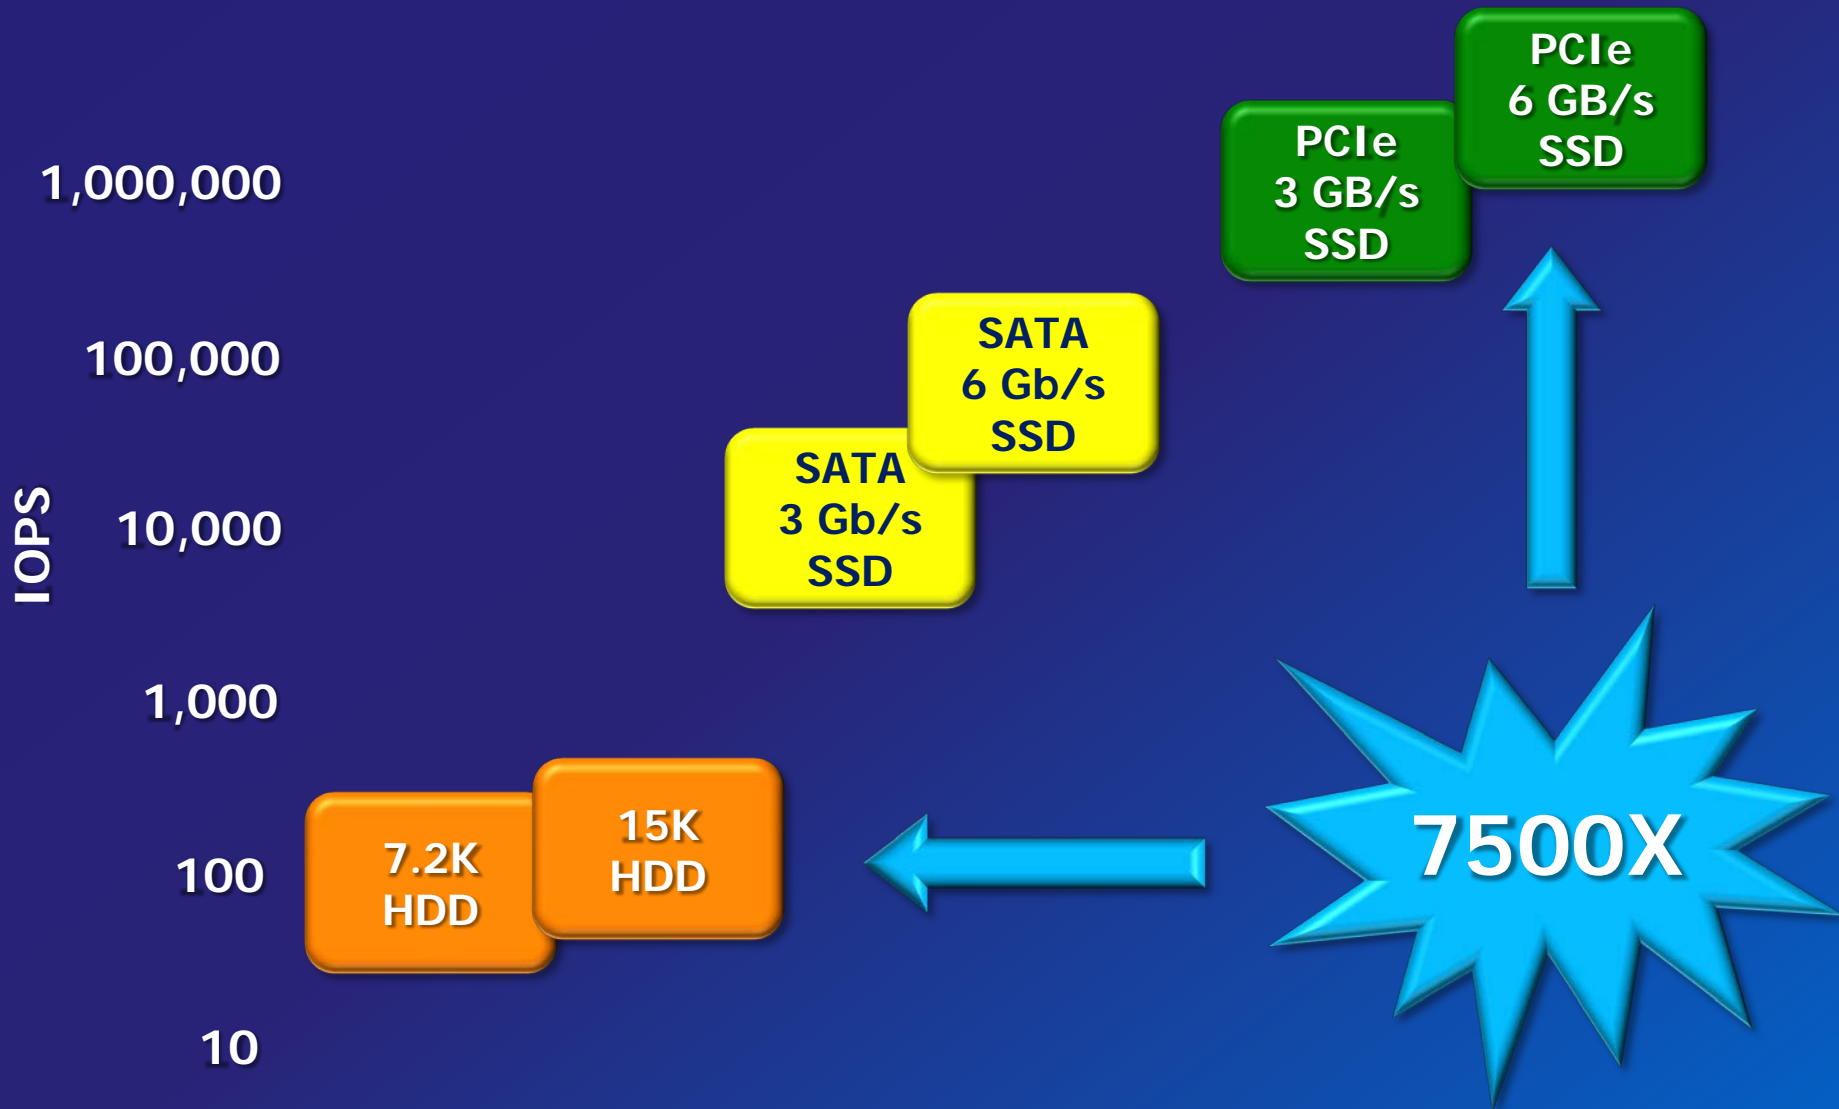 PCIe
6 GB/s
SSD
PCIe
3 GB/s
SSD
1,000,000
SATA
6 Gb/s
SSD
100,000
SATA
3 Gb/s
SSD
10,000
IOPS
1,000
15K
HDD
7.2K
HDD
100
7500X
10